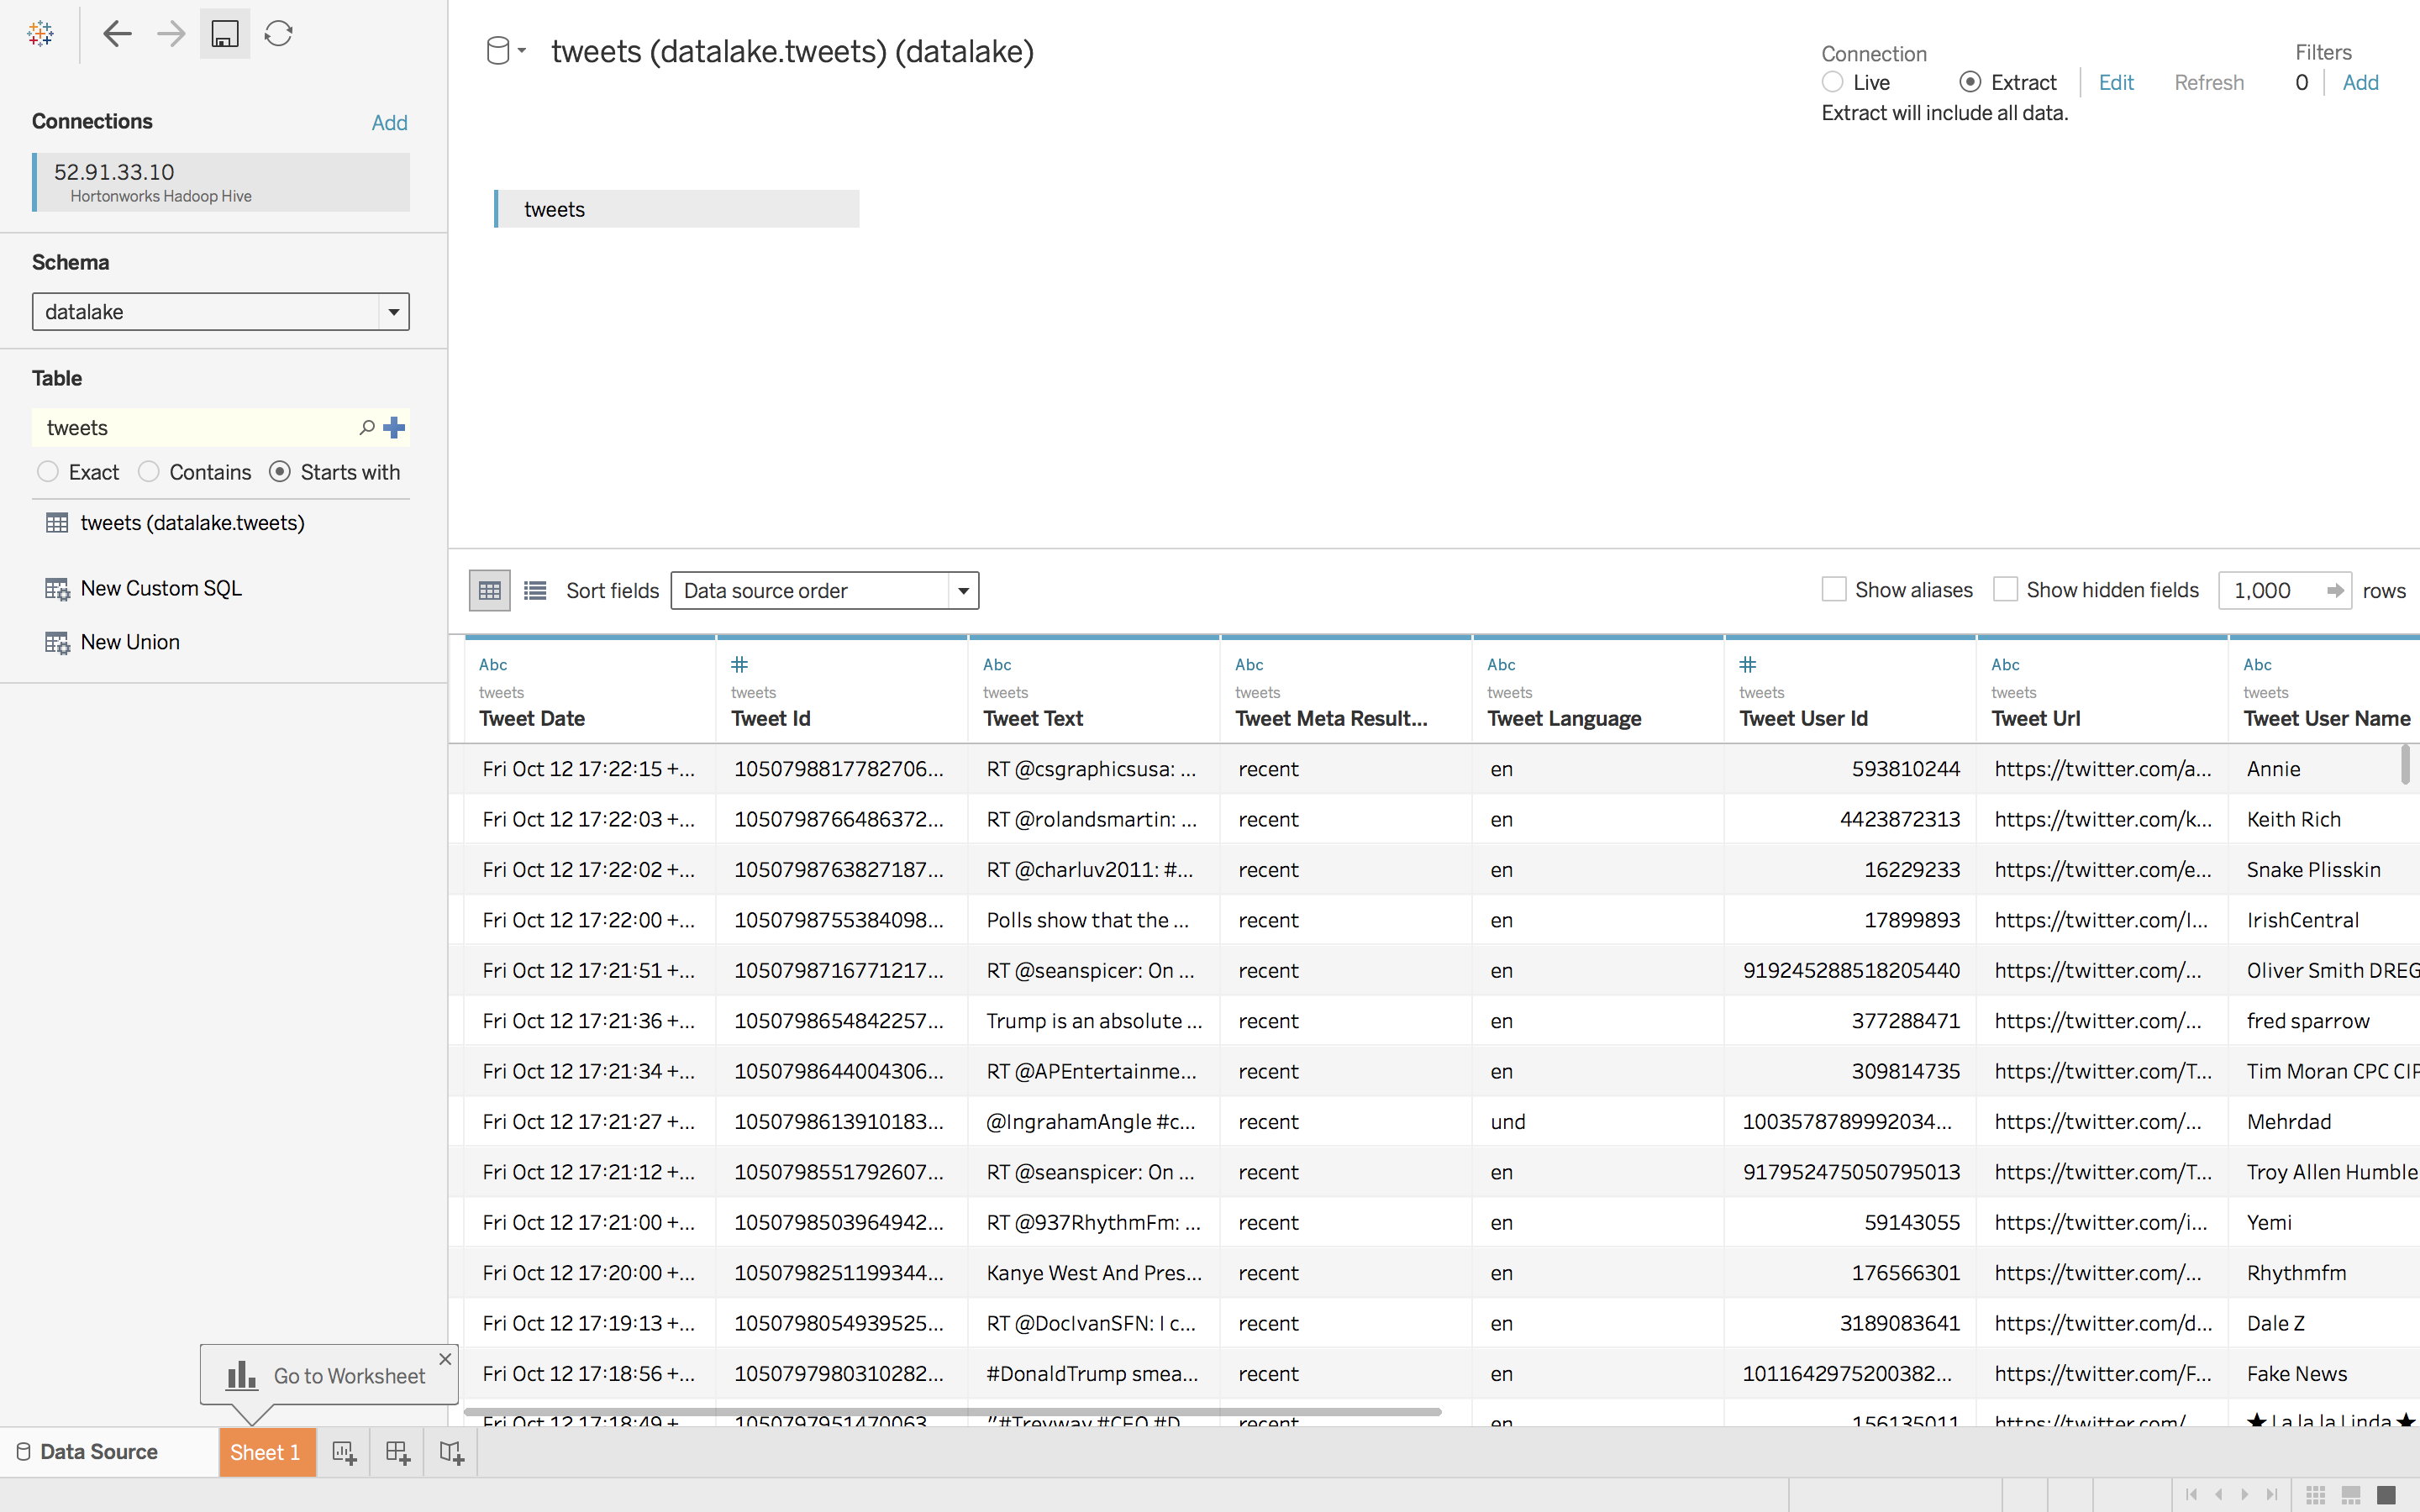 tweets (datalake.tweets) (datalake)
Connection
Live
Extract
Edit
Refresh
Extract will include all data.
Filters
0
Add
Connections
Add
52.91.33.10
Hortonworks Hadoop Hive
Schema
datalake
Table
tweets
Exact
Contains
Starts with
tweets (datalake.tweets)
New Custom SQL
New Union
tweets
Sort fields
Data source order
Show aliases
Show hidden fields
1,000
rows
Abc # Abc Abc Abc # Abc Abc
tweets tweets tweets tweets tweets tweets tweets tweets
Tweet Date Tweet Id Tweet Text Tweet Meta Result... Tweet Language Tweet User Id Tweet Url Tweet User Name
Fri Oct 12 17:22:15 +... 1050798817782706... RT @csgraphicsusa: ... recent en 593810244 https://twitter.com/a... Annie
Fri Oct 12 17:22:03 +... 1050798766486372... RT @rolandsmartin: ... recent en 4423872313 https://twitter.com/k... Keith Rich
Fri Oct 12 17:22:02 +... 1050798763827187... RT @charluv2011: #... recent en 16229233 https://twitter.com/e... Snake Plisskin
Fri Oct 12 17:22:00 +... 1050798755384098... Polls show that the ... recent en 17899893 https://twitter.com/I... IrishCentral
Fri Oct 12 17:21:51 +... 1050798716771217... RT @seanspicer: On ... recent en 919245288518205440 https://twitter.com/... Oliver Smith DREG
Fri Oct 12 17:21:36 +... 1050798654842257... Trump is an absolute ... recent en 377288471 https://twitter.com/... fred sparrow
Fri Oct 12 17:21:34 +... 1050798644004306... RT @APEntertainme... recent en 309814735 https://twitter.com/T... Tim Moran CPC CIP
Fri Oct 12 17:21:27 +... 1050798613910183... @IngrahamAngle #c... recent und 1003578789992034... https://twitter.com/... Mehrdad
Fri Oct 12 17:21:12 +... 1050798551792607... RT @seanspicer: On ... recent en 917952475050795013 https://twitter.com/T... Troy Allen Humble
Fri Oct 12 17:21:00 +... 1050798503964942... RT @937RhythmFm: ... recent en 59143055 https://twitter.com/i... Yemi
Fri Oct 12 17:20:00 +... 1050798251199344... Kanye West And Pres... recent en 176566301 https://twitter.com/... Rhythmfm
Fri Oct 12 17:19:13 +... 1050798054939525... RT @DocIvanSFN: I c... recent en 3189083641 https://twitter.com/d... Dale Z
Fri Oct 12 17:18:56 +... 1050797980310282... #DonaldTrump smea... recent en 1011642975200382... https://twitter.com/F... Fake News
Fri Oct 12 17:18:49 +... 1050797951470063... "#Treyway #CEO #D... recent en 156135011 https://twitter.com/... ★ La la la Linda ★
Go to Worksheet
Data Source
Sheet 1